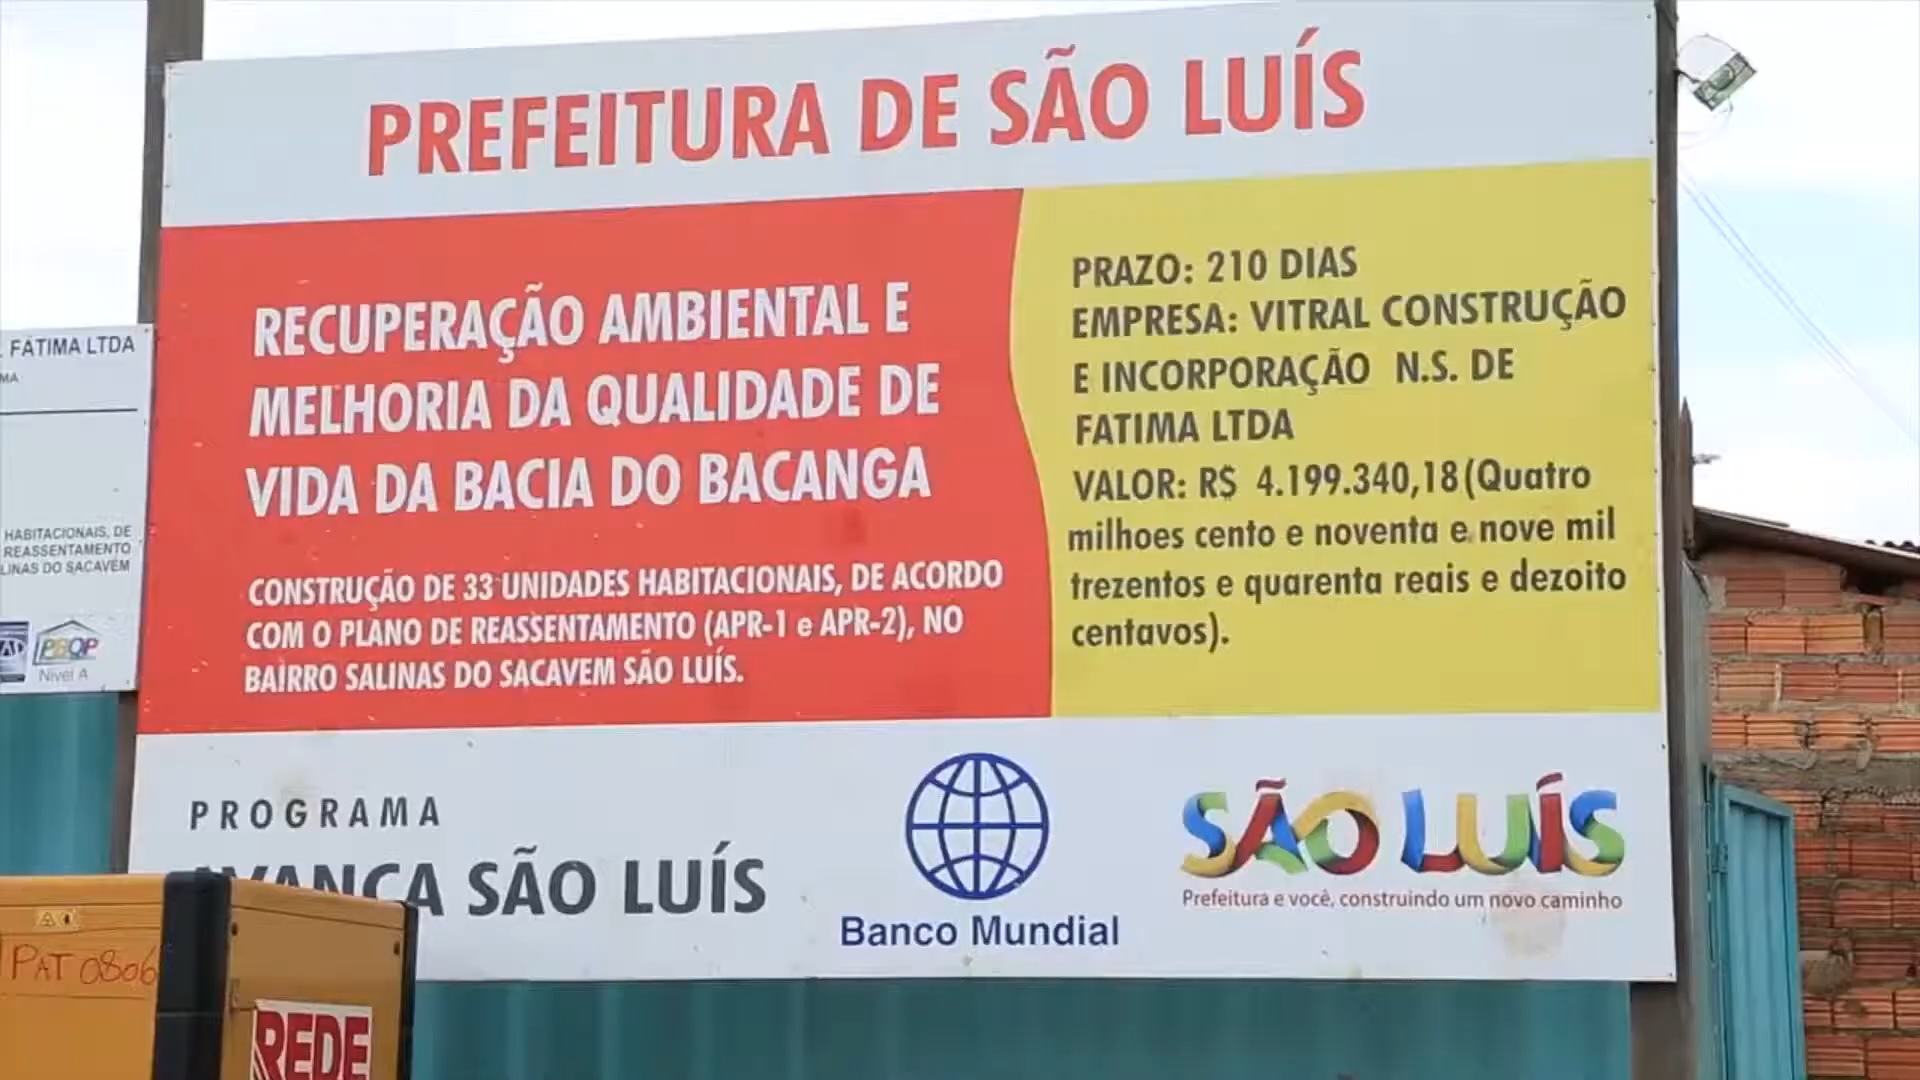 PREFEITURA DE SÃO LUÍS
RECUPERAÇÃO AMBIENTAL E
MELHORIA DA QUALIDADE DE
VIDA DA BACIA DO BACANGA
CONSTRUÇÃO DE 33 UNIDADES HABITACIONAIS, DE ACORDO
COM O PLANO DE REASSENTAMENTO (APR-1 e APR-2), NO
BAIRRO SALINAS DO SACAVEM SÃO LUÍS.
PRAZO: 210 DIAS
EMPRESA: VITRAL CONSTRUÇÃO
E INCORPORAÇÃO N.S. DE
FATIMA LTDA
VALOR: R$ 4.199.340,18 (Quatro
milhoes cento e noventa e nove mil
trezentos e quarenta reais e dezoito
centavos).
PROGRAMA
AVANÇA SÃO LUÍS
Banco Mundial
SÃO LUÍS
Prefeitura e você, construindo um novo caminho
FÁTIMA LTDA
MA
HABITACIONAIS, DE
REASSENTAMENTO
LINAS DO SACAVEM
PBQP
Nível A
PAT 0806
REDE